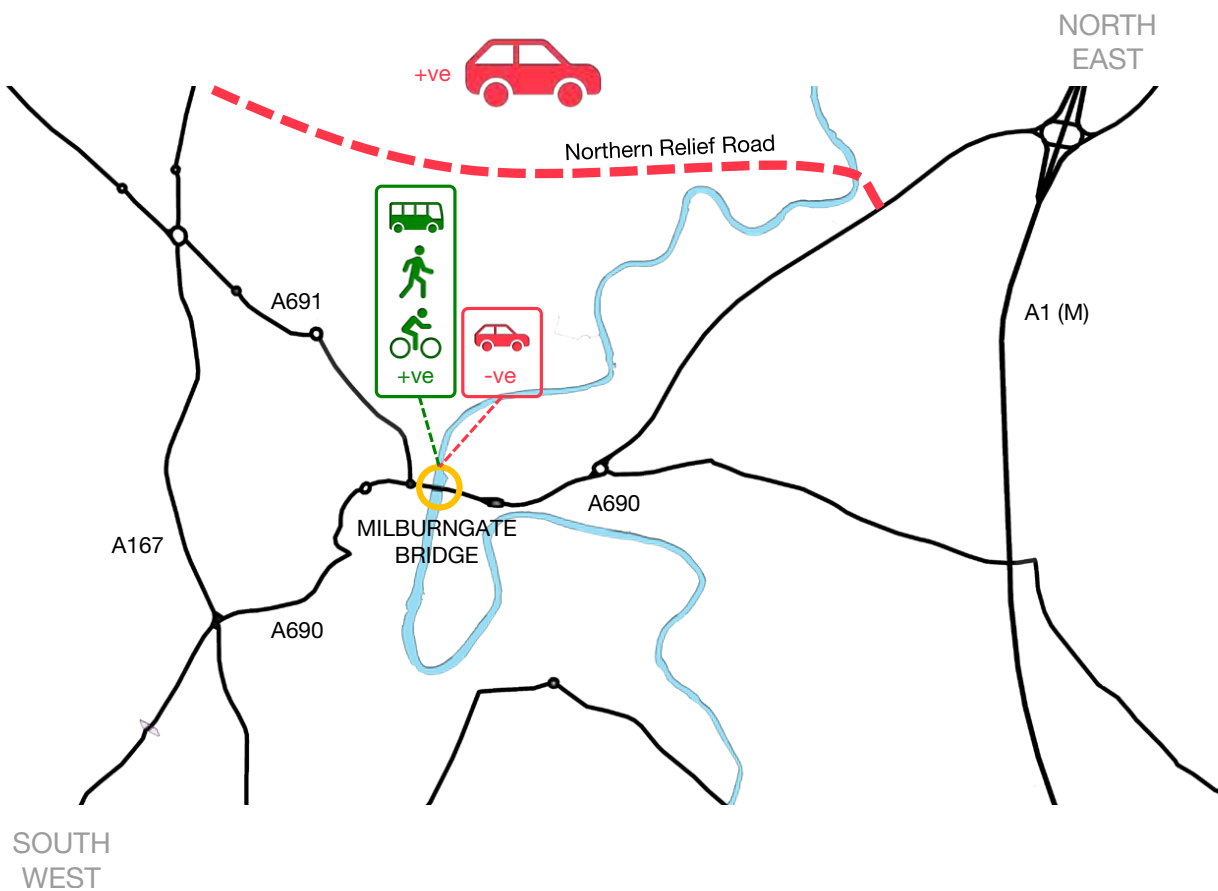 NORTH
EAST
+ve
Northern Relief Road
A691
A1 (M)
+ve
-ve
A690
MILBURNGATE
BRIDGE
A167
A690
SOUTH
WEST